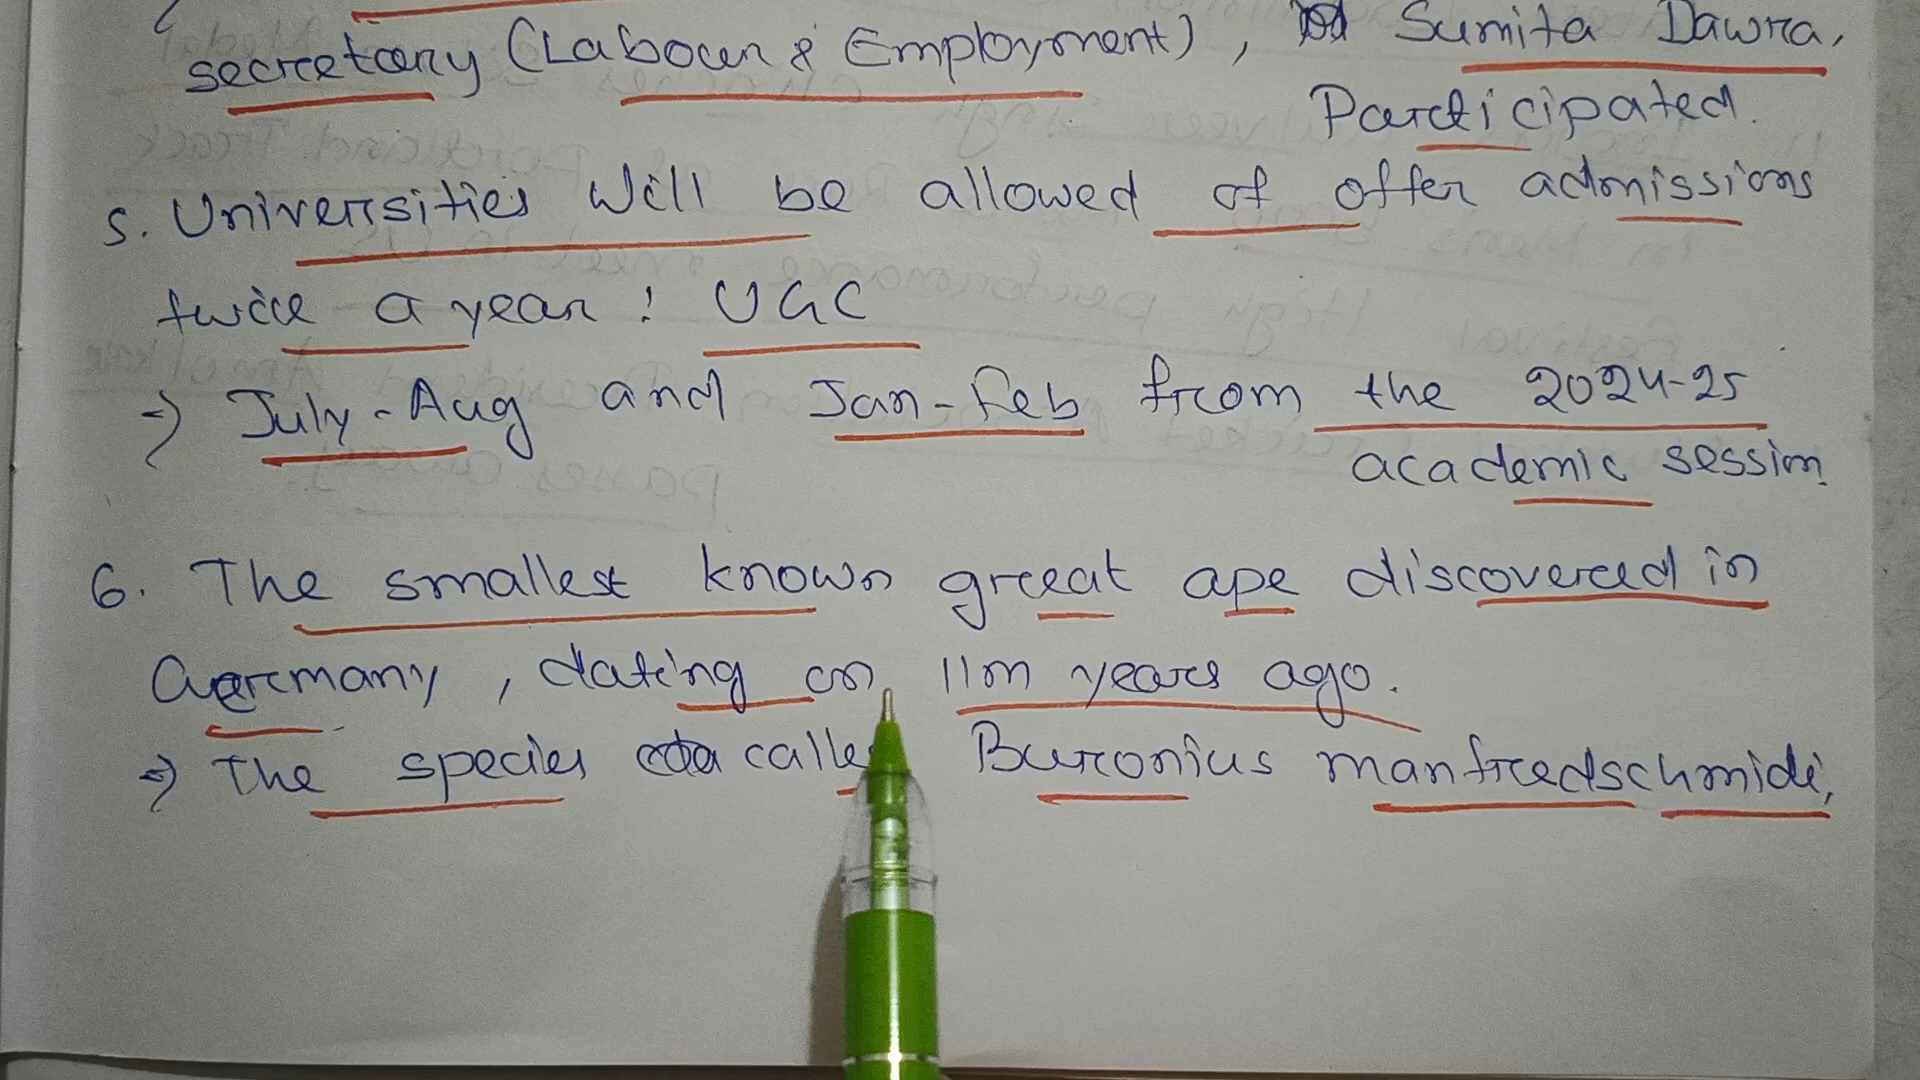 secretary (Labour & Employment), Sumita Dawra,
Participated.
5. Universities will be allowed of offer admissions
twice a year : UGC
⇒ July-Aug and Jan-Feb from the 2024-25
academic session.
6. The smallest known great ape discovered in
Germany, dating on 11m years ago.
⇒ The species called Buronius manfredschmidi,